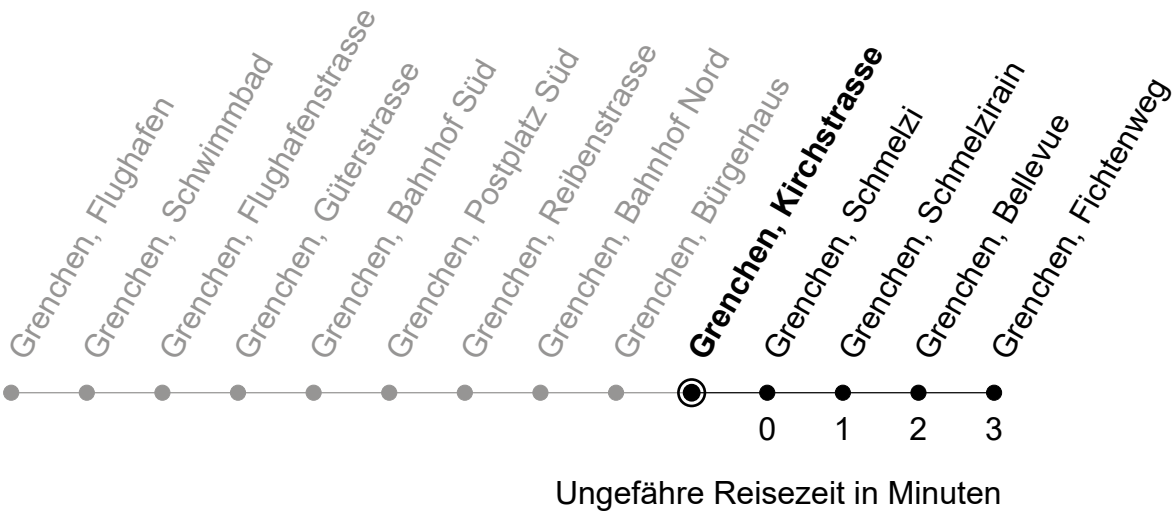 Grenchen, Flughafen
Grenchen, Schwimmbad
Grenchen, Flughafenstrasse
Grenchen, Güterstrasse
Grenchen, Bahnhof Süd
Grenchen, Postplatz Süd
Grenchen, Reibenstrasse
Grenchen, Bahnhof Nord
Grenchen, Bürgerhaus
Grenchen, Kirchstrasse
Grenchen, Schmelzi
Grenchen, Schmelzirain
Grenchen, Bellevue
Grenchen, Fichtenweg
0 1 2 3
Ungefähre Reisezeit in Minuten